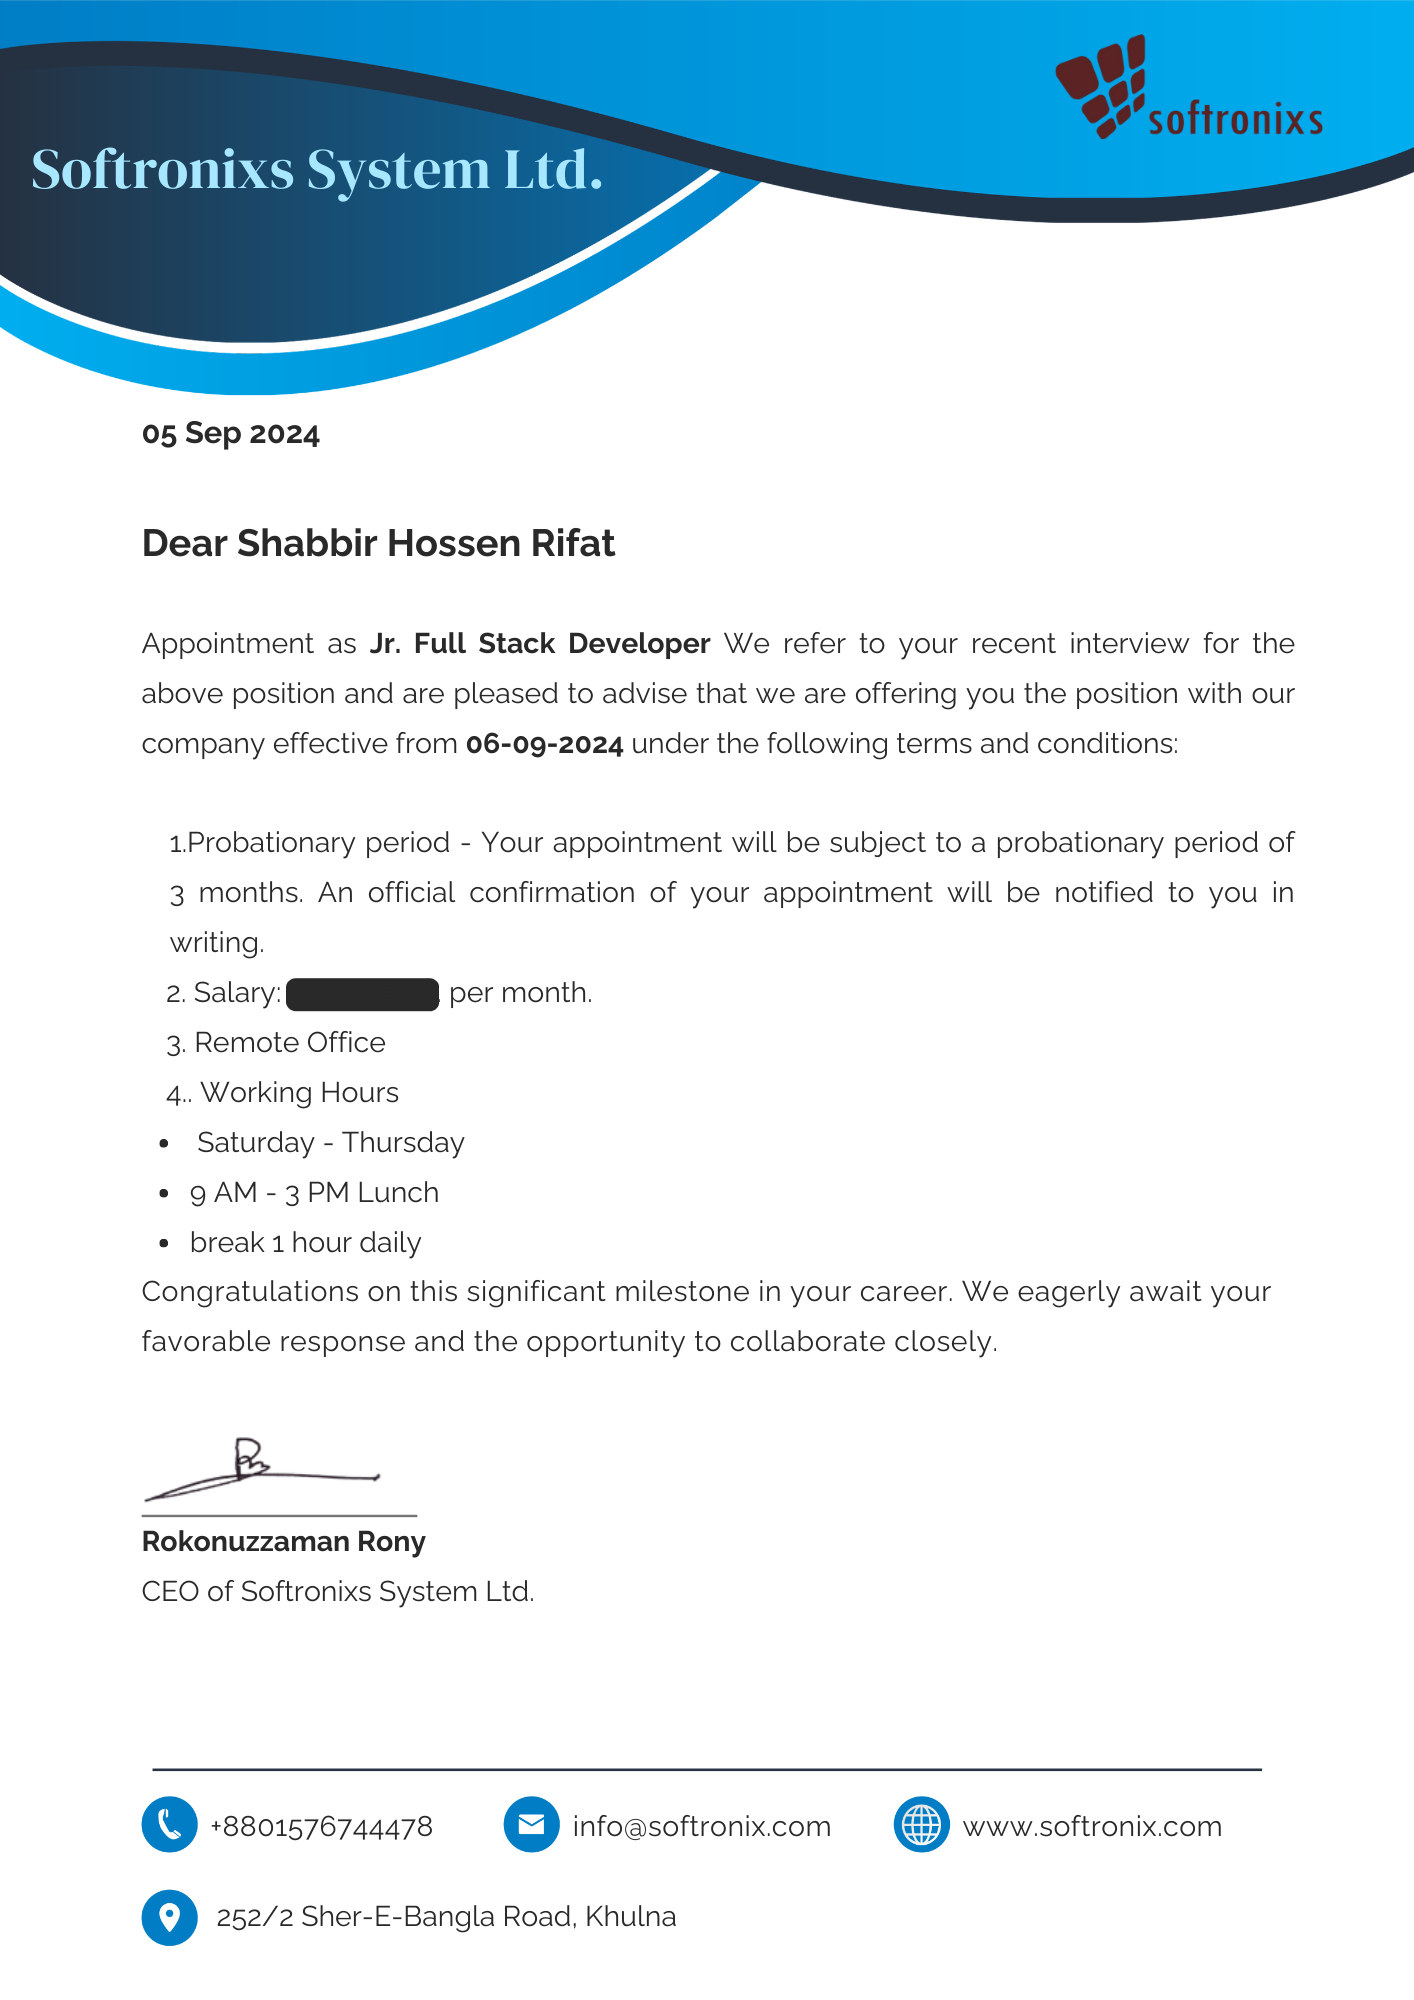 softronixs
Softronixs System Ltd.
05 Sep 2024
Dear Shabbir Hossen Rifat
Appointment as Jr. Full Stack Developer We refer to your recent interview for the
above position and are pleased to advise that we are offering you the position with our
company effective from 06-09-2024 under the following terms and conditions:
1.Probationary period - Your appointment will be subject to a probationary period of
3 months. An official confirmation of your appointment will be notified to you in
writing.
2. Salary: per month.
3. Remote Office
4.. Working Hours
• Saturday - Thursday
• 9 AM - 3 PM Lunch
• break 1 hour daily
Congratulations on this significant milestone in your career. We eagerly await your
favorable response and the opportunity to collaborate closely.
Rokonuzzaman Rony
CEO of Softronixs System Ltd.
+8801576744478 info@softronix.com www.softronix.com
252/2 Sher-E-Bangla Road, Khulna